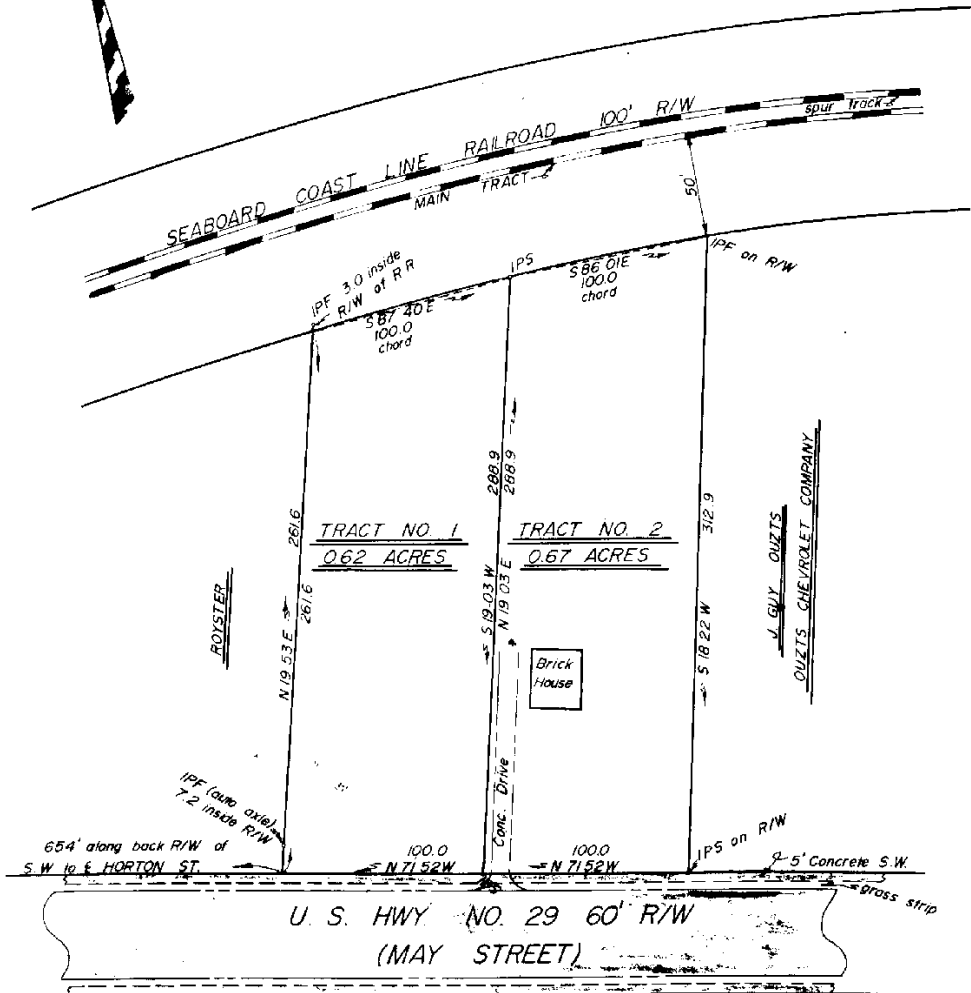 SEABOARD COAST LINE RAILROAD 100' R/W
spur Track
MAIN TRACT
50'
IPF 3.0 inside
R/W of R R
IPS
IPF on R/W
S 87 40 E
100.0
chord
S 86 01 E
100.0
chord
261.6
261.6
N 19 53 E
288.9
288.9
S 19-03 W
N 19 03 E
312.9
S 18 22 W
TRACT NO. 1
0.62 ACRES
TRACT NO. 2
0.67 ACRES
ROYSTER
J. GUY OUZTS
OUZTS CHEVROLET COMPANY
Brick
House
Conc. Drive
IPF (auto axle)
7.2 inside R/W
654' along back R/W of
S.W. to ℄ HORTON ST.
100.0
N 71 52 W
100.0
N 71 52 W
IPS on R/W
5' Concrete S.W.
grass strip
U. S. HWY. NO. 29 60' R/W
(MAY STREET)